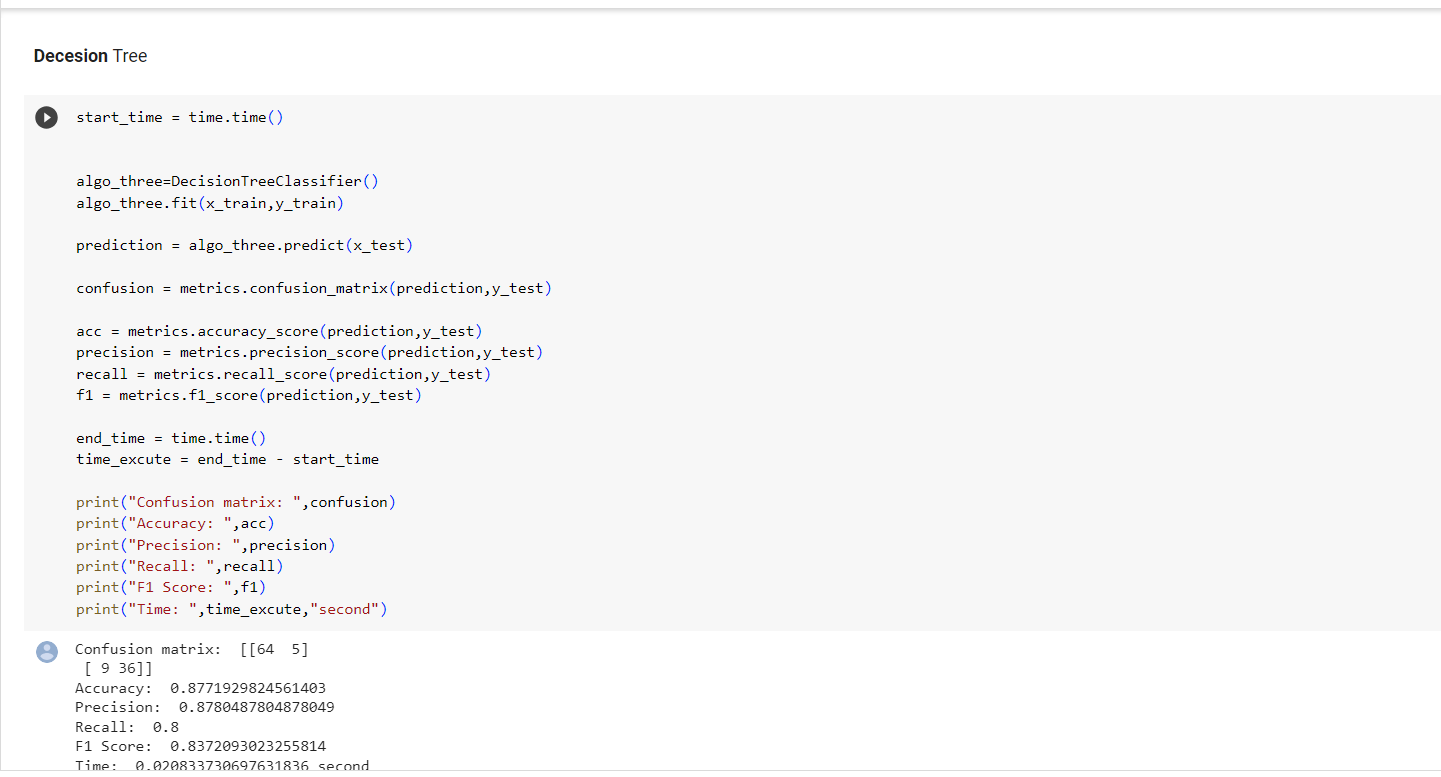 Decesion Tree
start_time = time.time()
algo_three=DecisionTreeClassifier()
algo_three.fit(x_train,y_train)
prediction = algo_three.predict(x_test)
confusion = metrics.confusion_matrix(prediction,y_test)
acc = metrics.accuracy_score(prediction,y_test)
precision = metrics.precision_score(prediction,y_test)
recall = metrics.recall_score(prediction,y_test)
f1 = metrics.f1_score(prediction,y_test)
end_time = time.time()
time_excute = end_time - start_time
print("Confusion matrix: ",confusion)
print("Accuracy: ",acc)
print("Precision: ",precision)
print("Recall: ",recall)
print("F1 Score: ",f1)
print("Time: ",time_excute,"second")
Confusion matrix:  [[64  5]
 [ 9 36]]
Accuracy:  0.8771929824561403
Precision:  0.8780487804878049
Recall:  0.8
F1 Score:  0.8372093023255814
Time:  0.020833730697631836 second